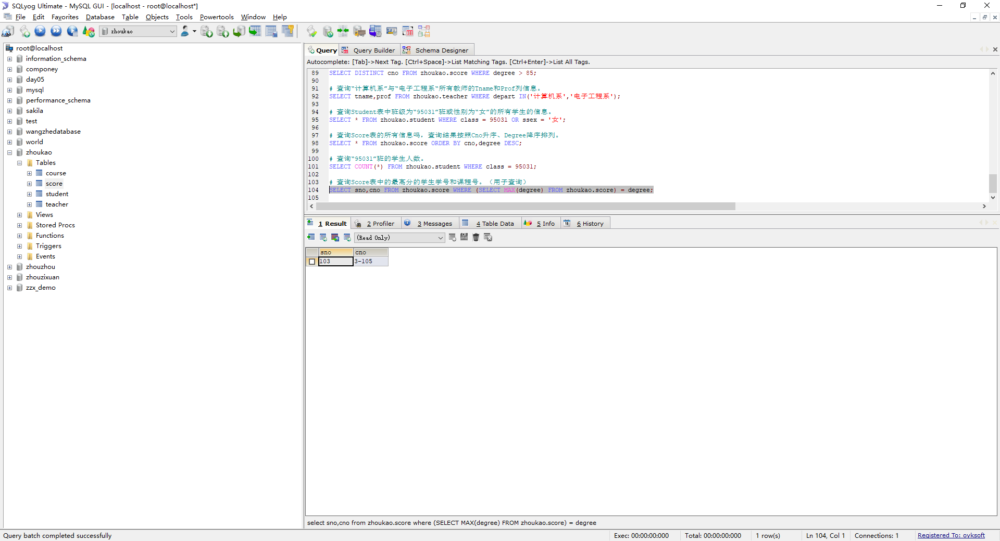 SQLyog Ultimate - MySQL GUI - [localhost - root@localhost*]
File Edit Favorites Database Table Objects Tools Powertools Window Help
zhoukao
root@localhost
information_schema
componey
day05
mysql
performance_schema
sakila
test
wangzhedatabase
world
zhoukao
Tables
course
score
student
teacher
Views
Stored Procs
Functions
Triggers
Events
zhouzhou
zhouzixuan
zzx_demo
Query Query Builder Schema Designer
Autocomplete: [Tab]->Next Tag. [Ctrl+Space]->List Matching Tags. [Ctrl+Enter]->List All Tags.
89 SELECT DISTINCT cno FROM zhoukao.score WHERE degree > 85;
90
91 # 查询“计算机系”与“电子工程系“所有教师的Tname和Prof列信息。
92 SELECT tname,prof FROM zhoukao.teacher WHERE depart IN('计算机系','电子工程系');
93
94 # 查询Student表中班级为“95031”班或性别为“女”的所有学生的信息。
95 SELECT * FROM zhoukao.student WHERE class = 95031 OR ssex = '女';
96
97 # 查询Score表的所有信息吗，查询结果按照Cno升序、Degree降序排列。
98 SELECT * FROM zhoukao.score ORDER BY cno,degree DESC;
99
100 # 查询“95031”班的学生人数。
101 SELECT COUNT(*) FROM zhoukao.student WHERE class = 95031;
102
103 # 查询Score表中的最高分的学生学号和课程号。（用子查询）
104 SELECT sno,cno FROM zhoukao.score WHERE (SELECT MAX(degree) FROM zhoukao.score) = degree;
105
1 Result 2 Profiler 3 Messages 4 Table Data 5 Info 6 History
(Read Only)
sno cno
103 3-105
select sno,cno from zhoukao.score where (SELECT MAX(degree) FROM zhoukao.score) = degree
Query batch completed successfully Exec: 00:00:00:000 Total: 00:00:00:000 1 row(s) Ln 104, Col 1 Connections: 1 Registered To: ovksoft